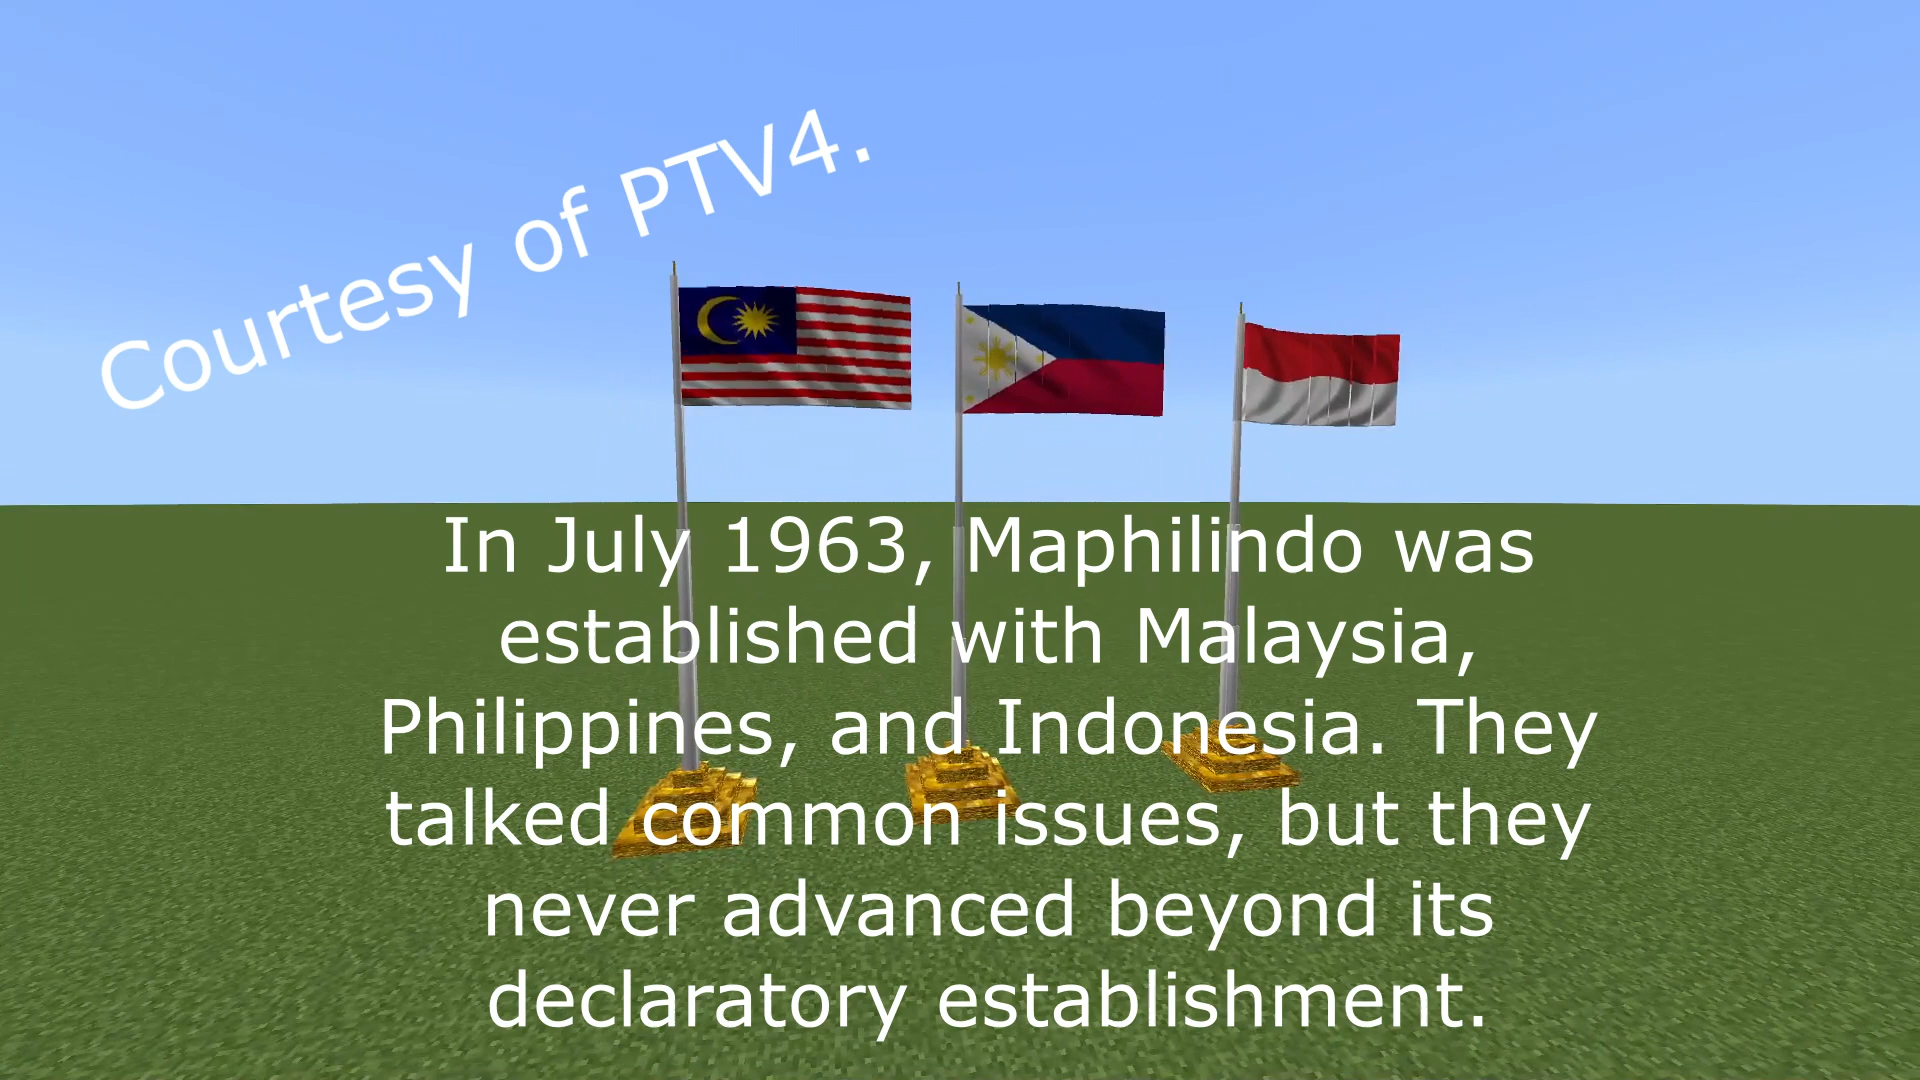 Courtesy of PTV4.
In July 1963, Maphilindo was
established with Malaysia,
Philippines, and Indonesia. They
talked common issues, but they
never advanced beyond its
declaratory establishment.